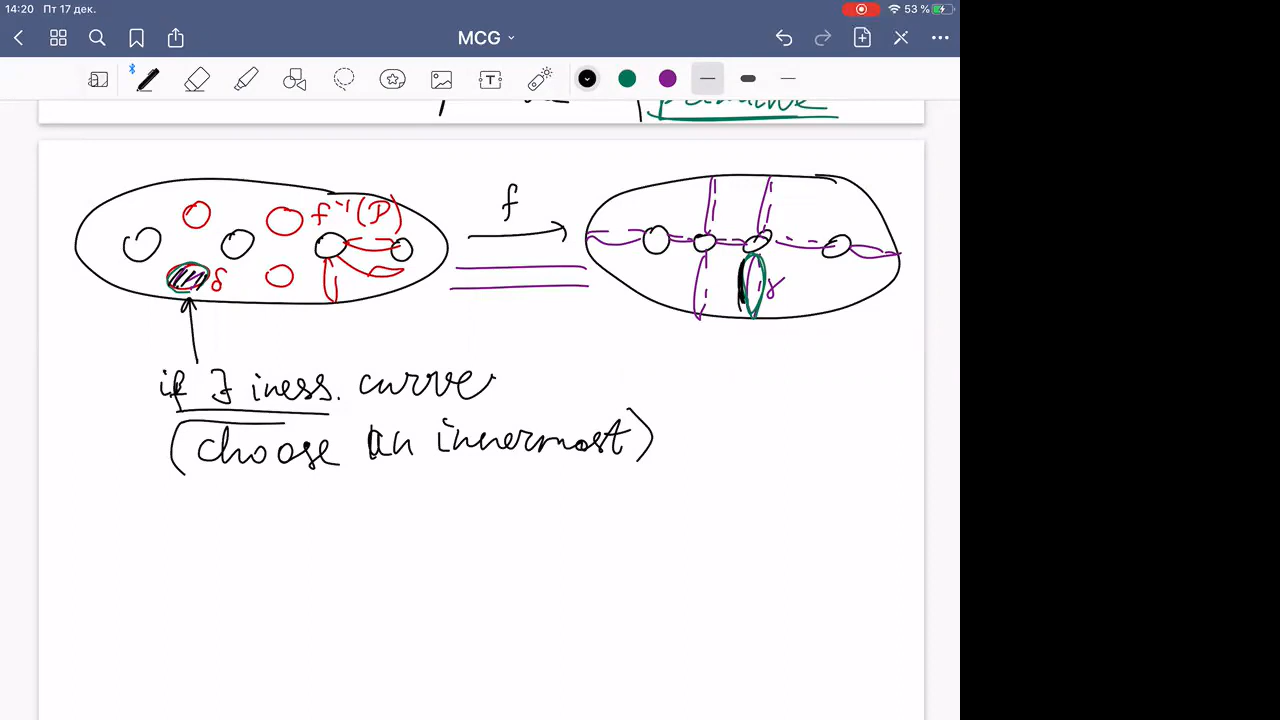 14:20 Пт 17 дек.
53 %
MCG
T
f⁻¹(P)
f
δ
γ
if ∃ iness. curve
(choose an innermost)